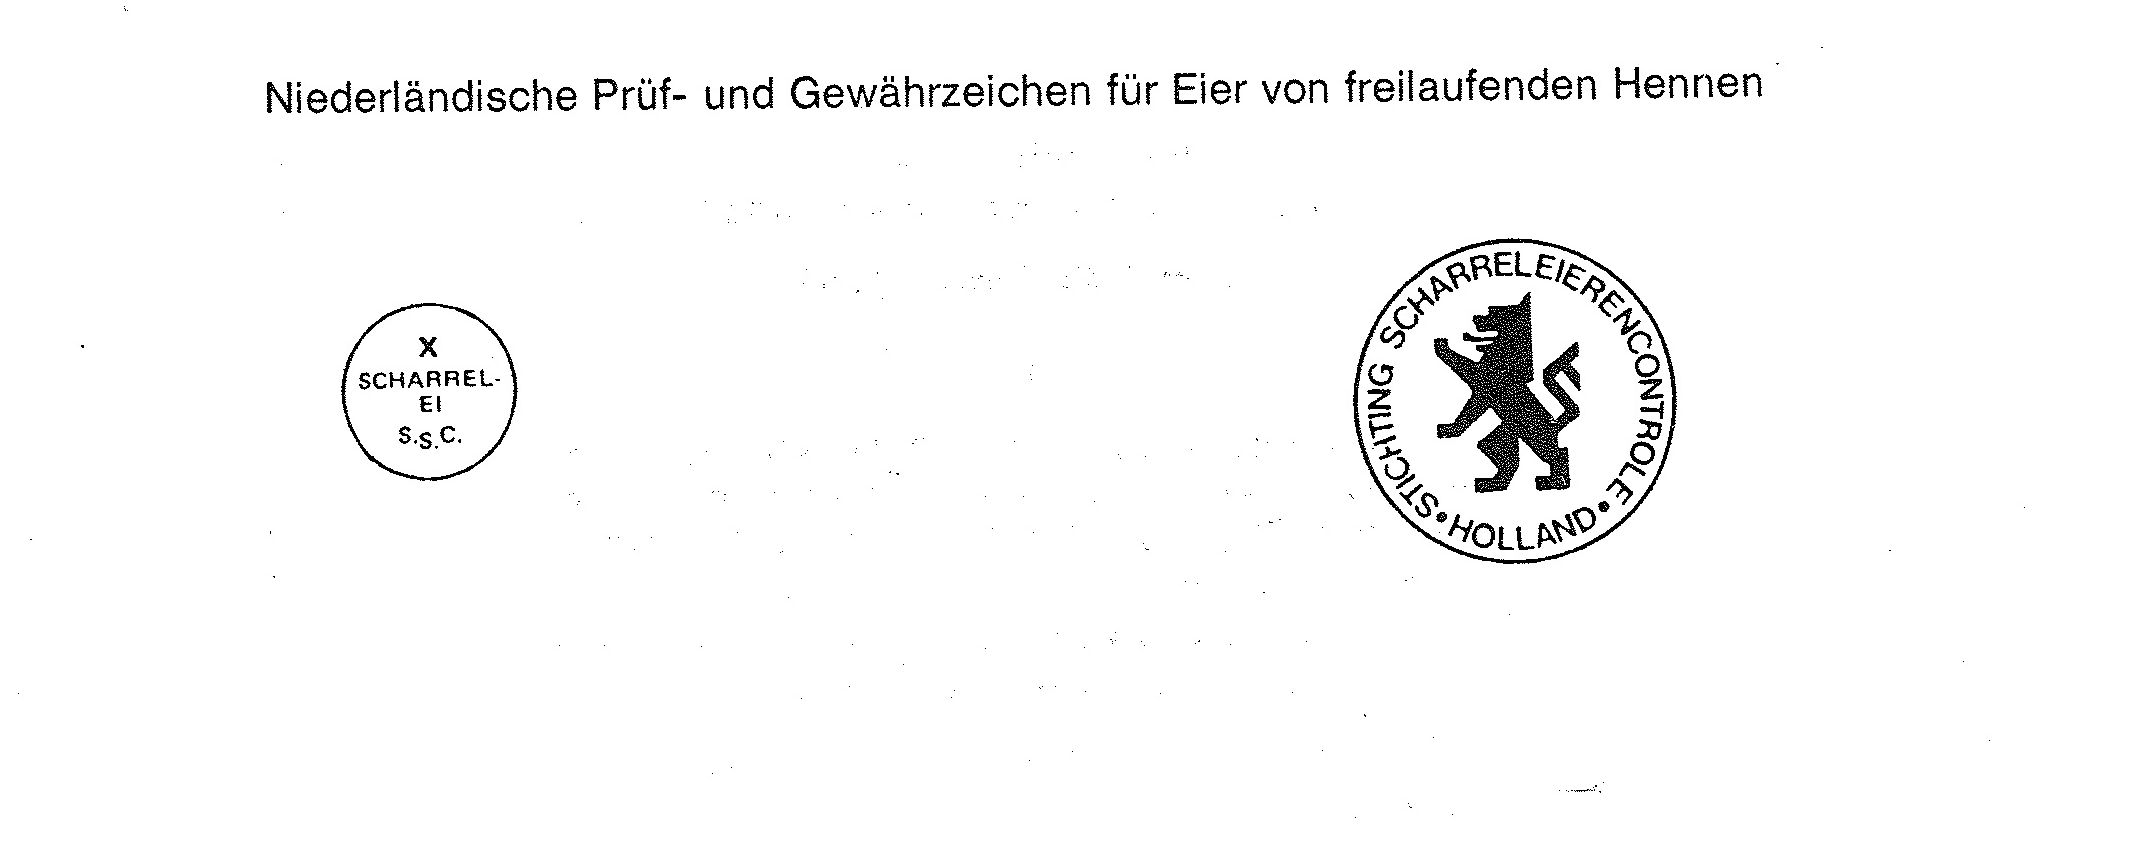 Niederländische Prüf- und Gewährzeichen für Eier von freilaufenden Hennen
X
SCHARREL-
EI
S.S.C.
STICHTING SCHARRELEIERENCONTROLE
• HOLLAND •